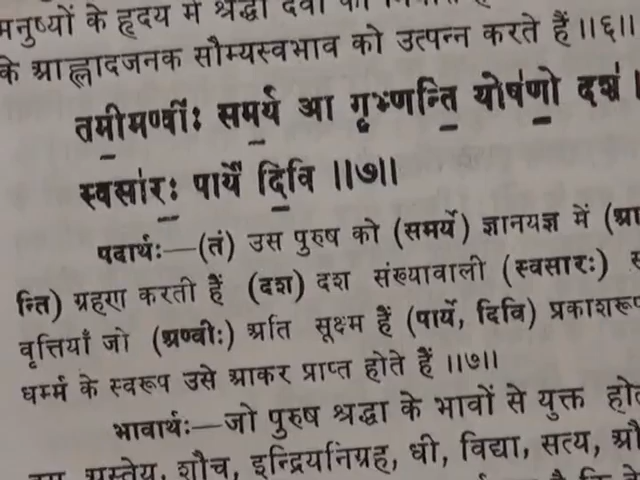 मनुष्यों के हृदय में श्रद्धा देवी का
के आह्लादजनक सौम्यस्वभाव को उत्पन्न करते हैं ॥६॥
तमी॒मण्वीः॑ सम॒र्य आ गृ॒भ्णन्ति॒ योष॑णो॒ दश॑ ।
स्वसा॑रः॒ पार्ये॑ दि॒वि ॥७॥
पदार्थः—(तं) उस पुरुष को (समर्ये) ज्ञानयज्ञ में
न्ति) ग्रहण करती हैं (दश) दश संख्यावाली (स्वसारः)
वृत्तियाँ जो (अण्वीः) अति सूक्ष्म हैं (पार्ये, दिवि) प्रकाशरूप
धर्म्म के स्वरूप उसे आकर प्राप्त होते हैं ॥७॥
भावार्थः—जो पुरुष श्रद्धा के भावों से युक्त
अस्तेय, शौच, इन्द्रियनिग्रह, धी, विद्या, सत्य,